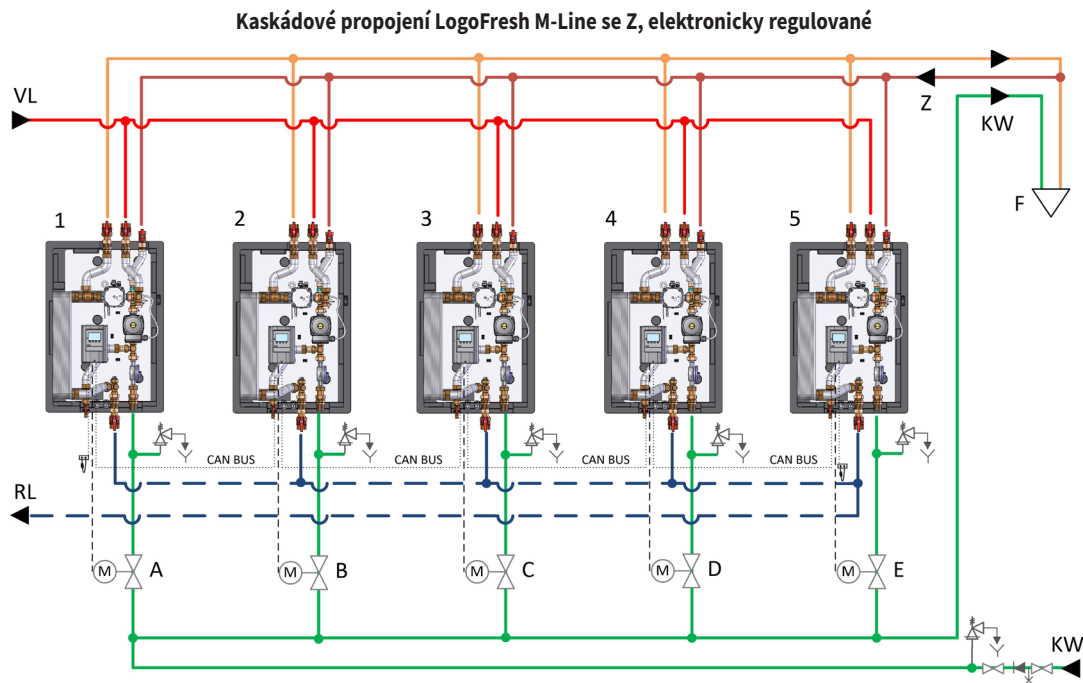 Kaskádové propojení LogoFresh M-Line se Z, elektronicky regulované
VL
Z
KW
F
1
2
3
4
5
CAN BUS
CAN BUS
CAN BUS
CAN BUS
RL
M
A
M
B
M
C
M
D
M
E
KW